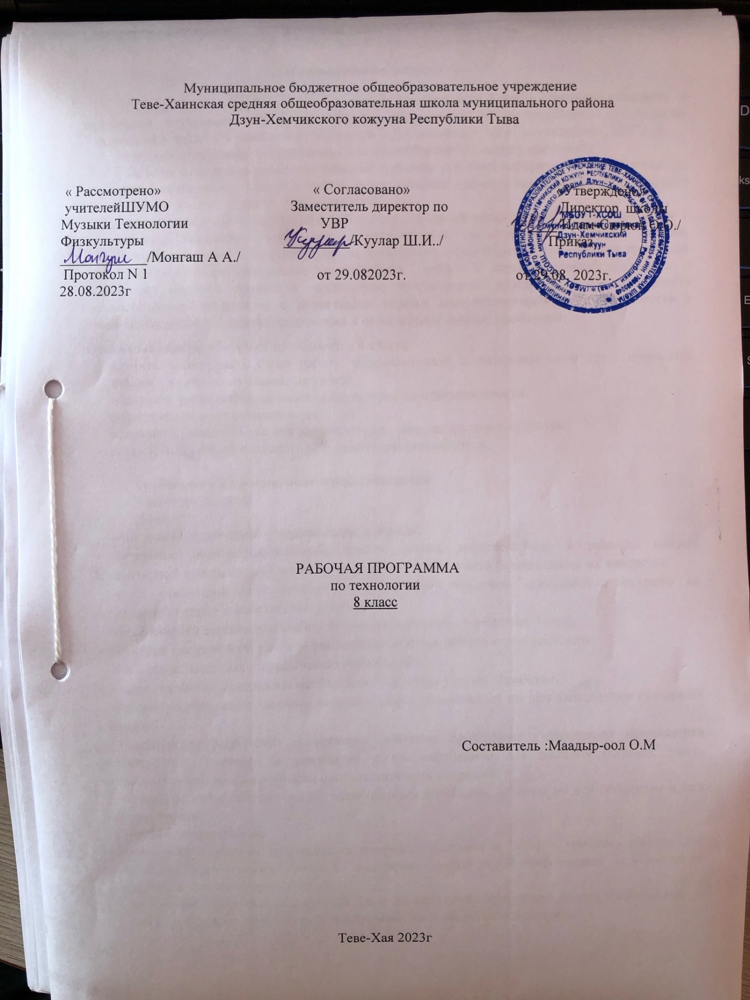 Муниципальное бюджетное общеобразовательное учреждение
Теве-Хаинская средняя общеобразовательная школа муниципального района
Дзун-Хемчикского кожууна Республики Тыва
« Рассмотрено»
учителейШУМО
Музыки Технологии
Физкультуры
/Монгаш А А./
Протокол N 1
28.08.2023г
« Согласовано»
Заместитель директор по
УВР
/Куулар Ш.И../
от 29.082023г.
«Утверждено»
Директор школы
Приказ
от 29.08. 2023г.
МБОУ Т-ХСОШ
муниципального района
Дзун-Хемчикский
кожуун
Республики Тыва
РАБОЧАЯ ПРОГРАММА
по технологии
8 класс
Составитель :Маадыр-оол О.М
Теве-Хая 2023г